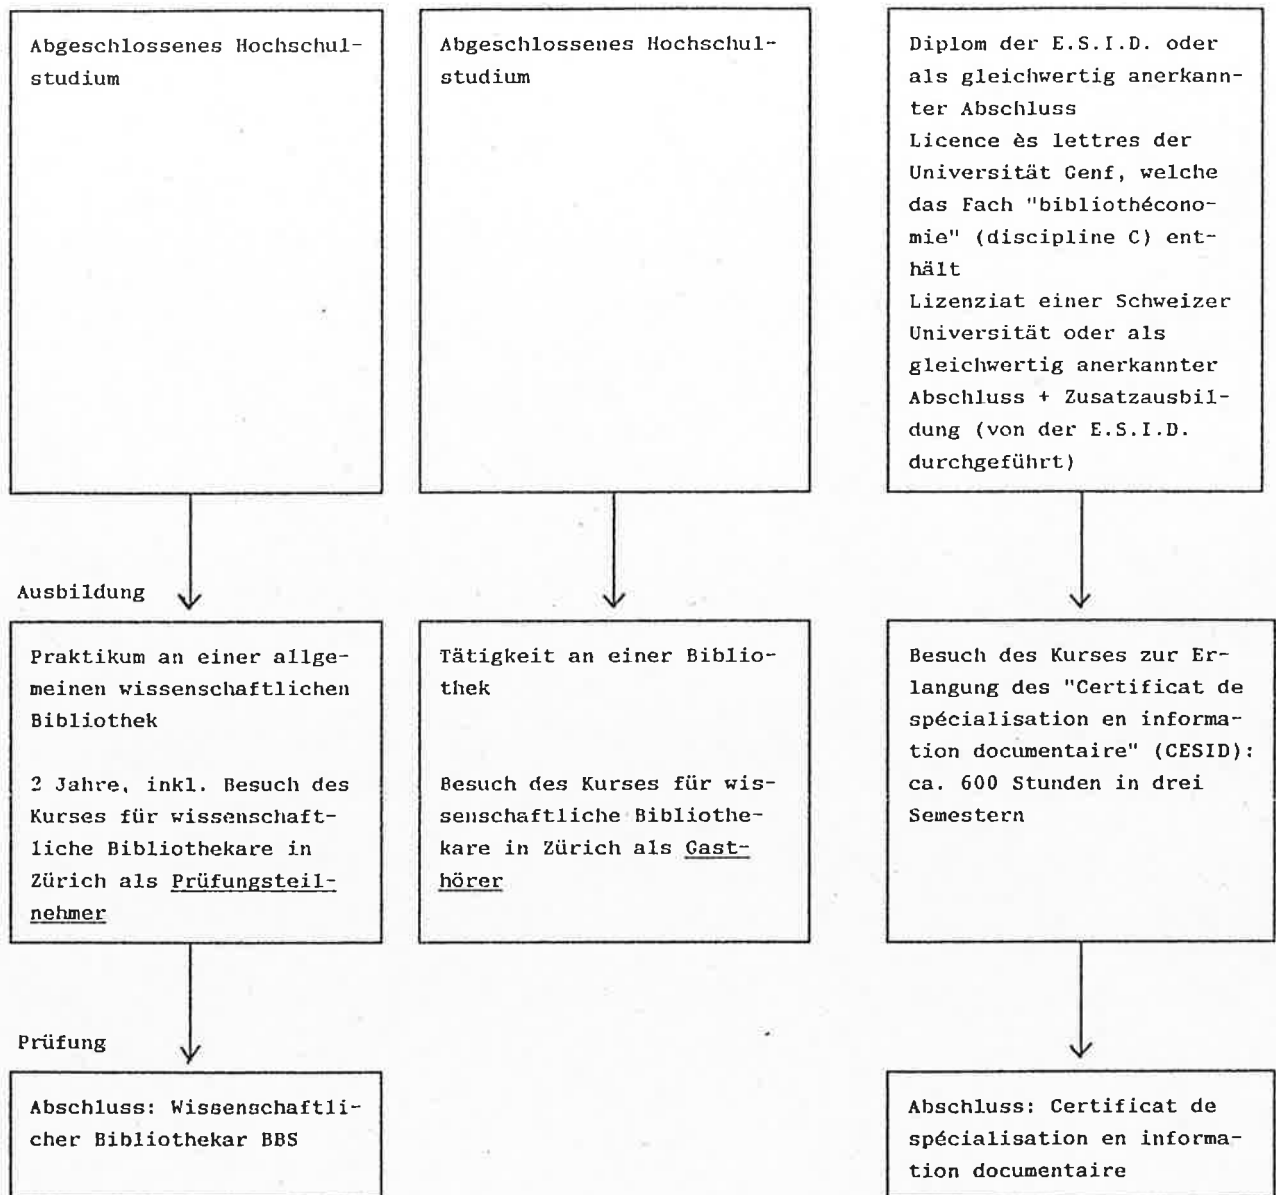 Abgeschlossenes Hochschul-
studium
Abgeschlossenes Hochschul-
studium
Diplom der E.S.I.D. oder
als gleichwertig anerkann-
ter Abschluss
Licence ès lettres der
Universität Genf, welche
das Fach "bibliothécono-
mie" (discipline C) ent-
hält
Lizenziat einer Schweizer
Universität oder als
gleichwertig anerkannter
Abschluss + Zusatzausbil-
dung (von der E.S.I.D.
durchgeführt)
Ausbildung
Praktikum an einer allge-
meinen wissenschaftlichen
Bibliothek
2 Jahre, inkl. Besuch des
Kurses für wissenschaft-
liche Bibliothekare in
Zürich als Prüfungsteil-
nehmer
Tätigkeit an einer Biblio-
thek
Besuch des Kurses für wis-
senschaftliche Bibliothe-
kare in Zürich als Gast-
hörer
Besuch des Kurses zur Er-
langung des "Certificat de
spécialisation en informa-
tion documentaire" (CESID):
ca. 600 Stunden in drei
Semestern
Prüfung
Abschluss: Wissenschaftli-
cher Bibliothekar BBS
Abschluss: Certificat de
spécialisation en informa-
tion documentaire